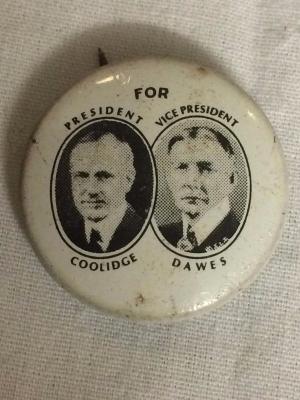 FOR
PRESIDENT VICE PRESIDENT
COOLIDGE DAWES